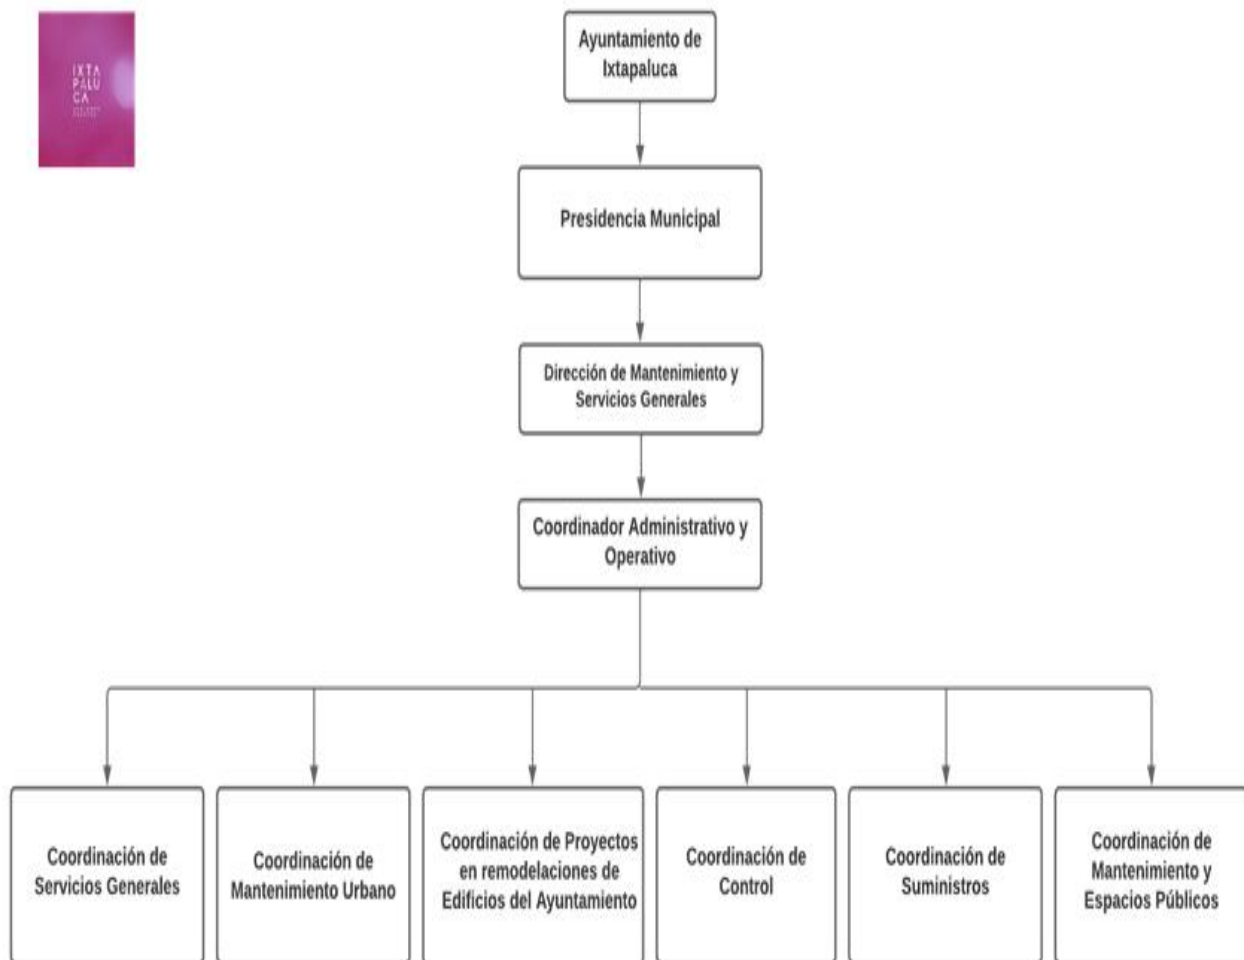 IXTA
PALU
CA
Ayuntamiento de
Ixtapaluca
Presidencia Municipal
Dirección de Mantenimiento y
Servicios Generales
Coordinador Administrativo y
Operativo
Coordinación de
Servicios Generales
Coordinación de
Mantenimiento Urbano
Coordinación de Proyectos
en remodelaciones de
Edificios del Ayuntamiento
Coordinación de
Control
Coordinación de
Suministros
Coordinación de
Mantenimiento y
Espacios Públicos